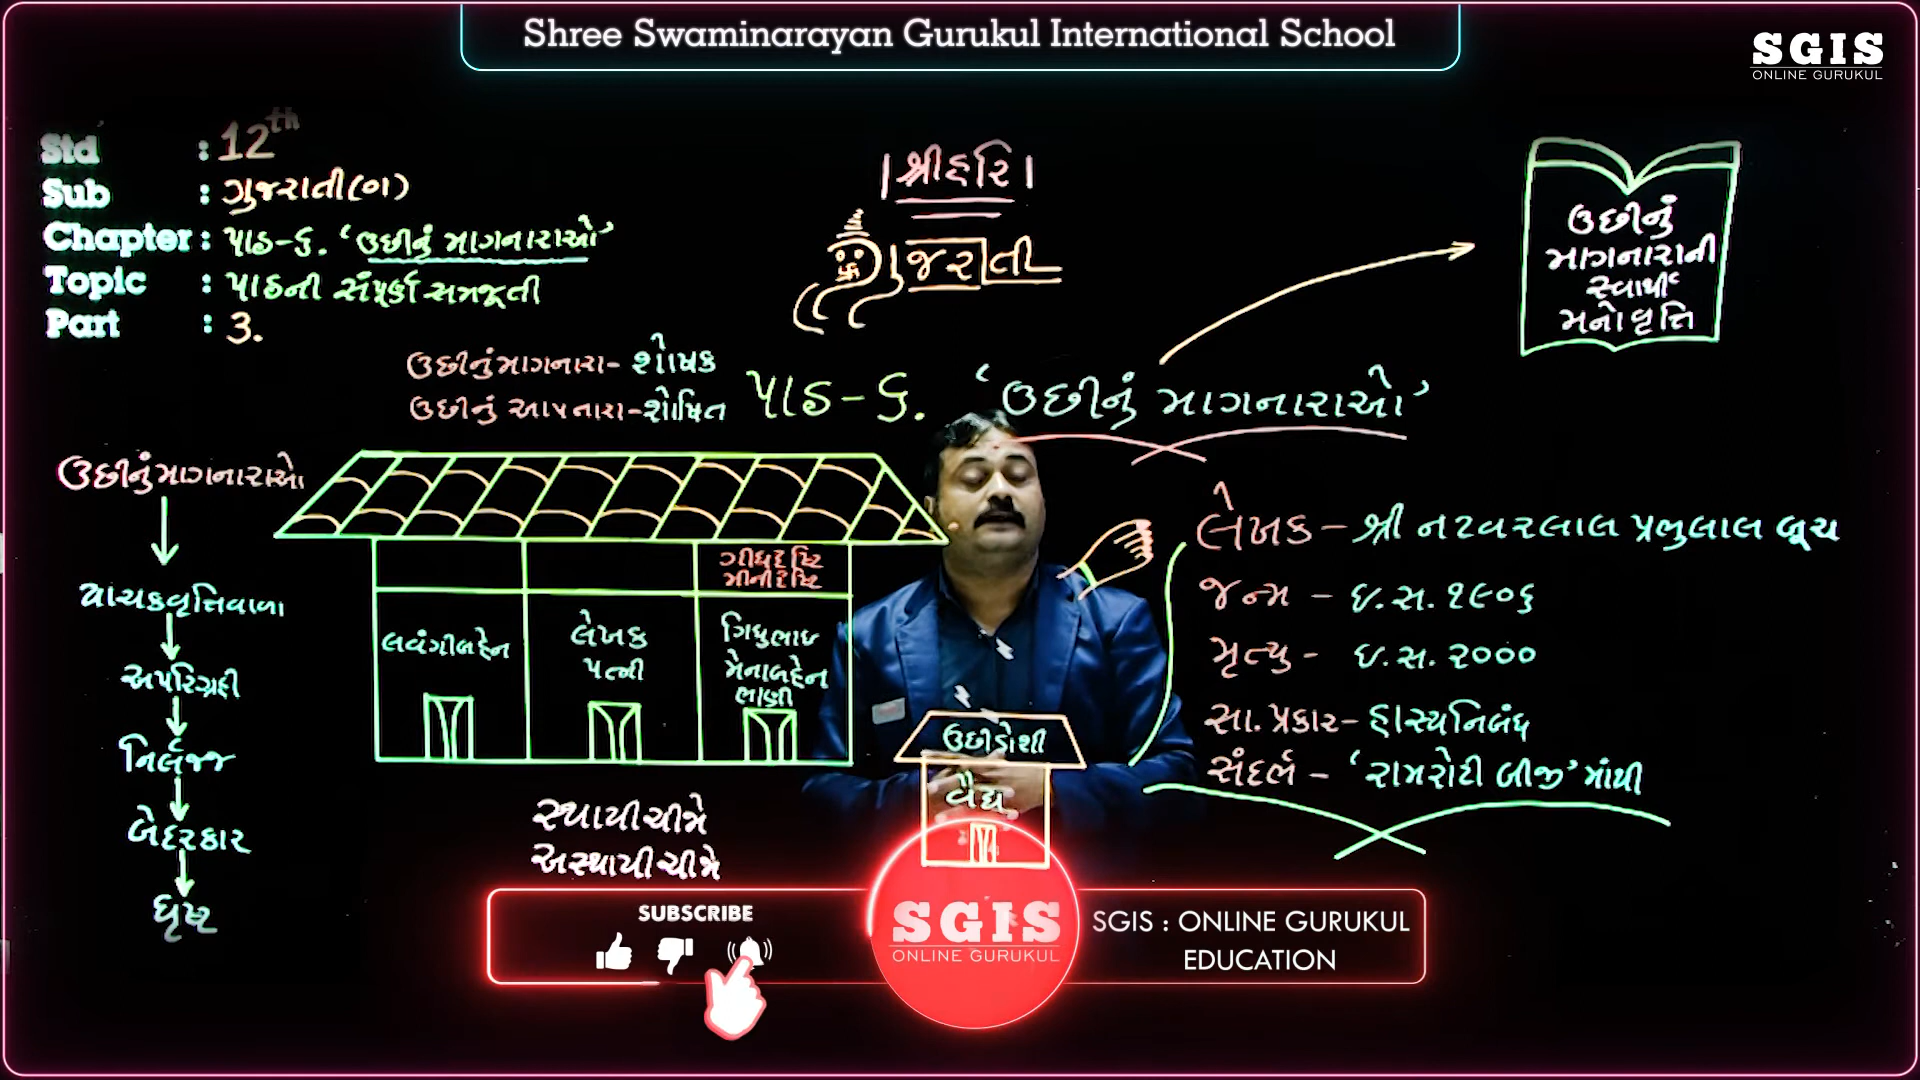 Shree Swaminarayan Gurukul International School
SGIS
ONLINE GURUKUL
Std : 12th
Sub : ગુજરાતી(૦૧)
Chapter : પાઠ-૬. 'ઉછીનું માગનારાઓ'
Topic : પાઠની સંપૂર્ણ સમજૂતી
Part : 3.
|શ્રીહરિ|
ગુજરાતી
ઉછીનું
માગનારાની
સ્વાર્થી
મનોવૃત્તિ
ઉછીનુંમાગનારા- શોષક
ઉછીનું આપનારા-શોષિત
પાઠ-૬. 'ઉછીનું માગનારાઓ'
ઉછીનુંમાગનારાઓ
યાચકવૃત્તિવાળા
અપરિગ્રહી
નિર્લજ્જ
બેદરકાર
ધૃષ્ટ
ગીધદૃષ્ટિ
મીનીદૃષ્ટિ
લવંગીબહેન
લેખક
પત્ની
ગિધુભાઇ
મેનાબહેન
ભાણી
ઉછીડોશી
વૈદ્ય
લેખક - શ્રી નટવરલાલ પ્રભુલાલ બૂચ
જન્મ - ઇ.સ.૧૯૦૬
મૃત્યુ - ઇ.સ.૨૦૦૦
સા.પ્રકાર- હાસ્યનિબંધ
સંદર્ભ - 'રામરોટી બીજી'માંથી
સ્થાયીચીજે
અસ્થાયીચીજે
SUBSCRIBE
SGIS
ONLINE GURUKUL
SGIS : ONLINE GURUKUL
EDUCATION